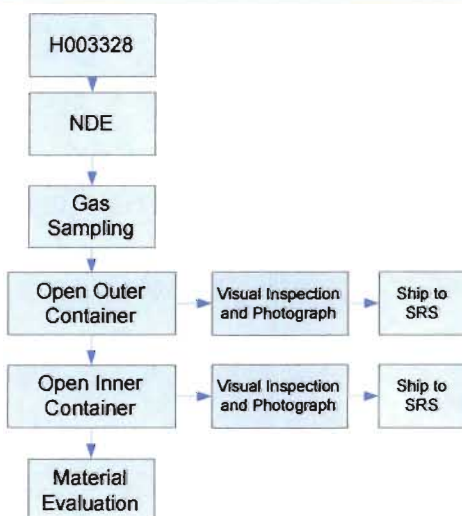 H003328
NDE
Gas
Sampling
Open Outer
Container
Visual Inspection
and Photograph
Ship to
SRS
Open Inner
Container
Visual Inspection
and Photograph
Ship to
SRS
Material
Evaluation